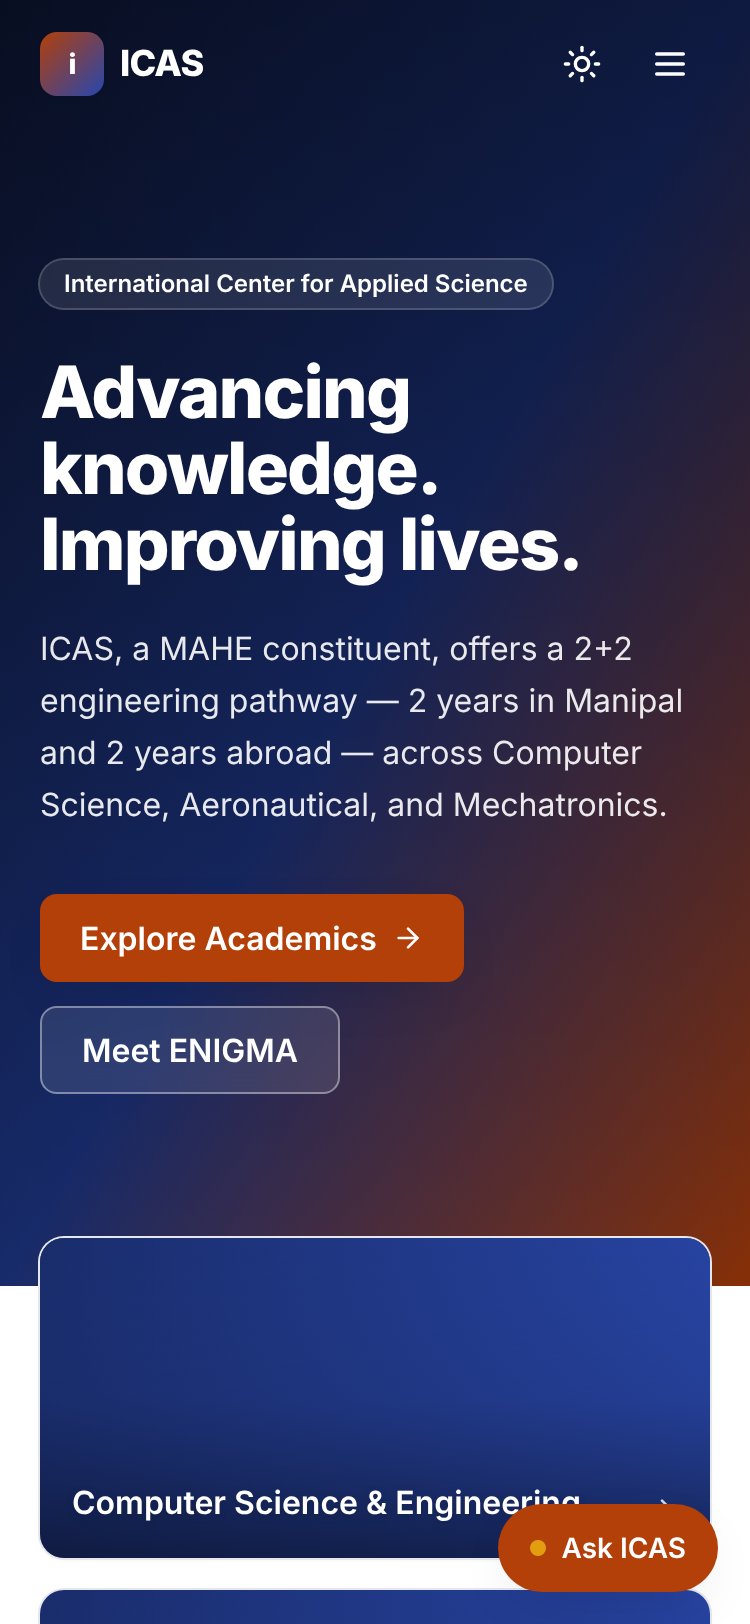 i ICAS
International Center for Applied Science
Advancing
knowledge.
Improving lives.
ICAS, a MAHE constituent, offers a 2+2
engineering pathway — 2 years in Manipal
and 2 years abroad — across Computer
Science, Aeronautical, and Mechatronics.
Explore Academics →
Meet ENIGMA
Computer Science & Engineering
Ask ICAS